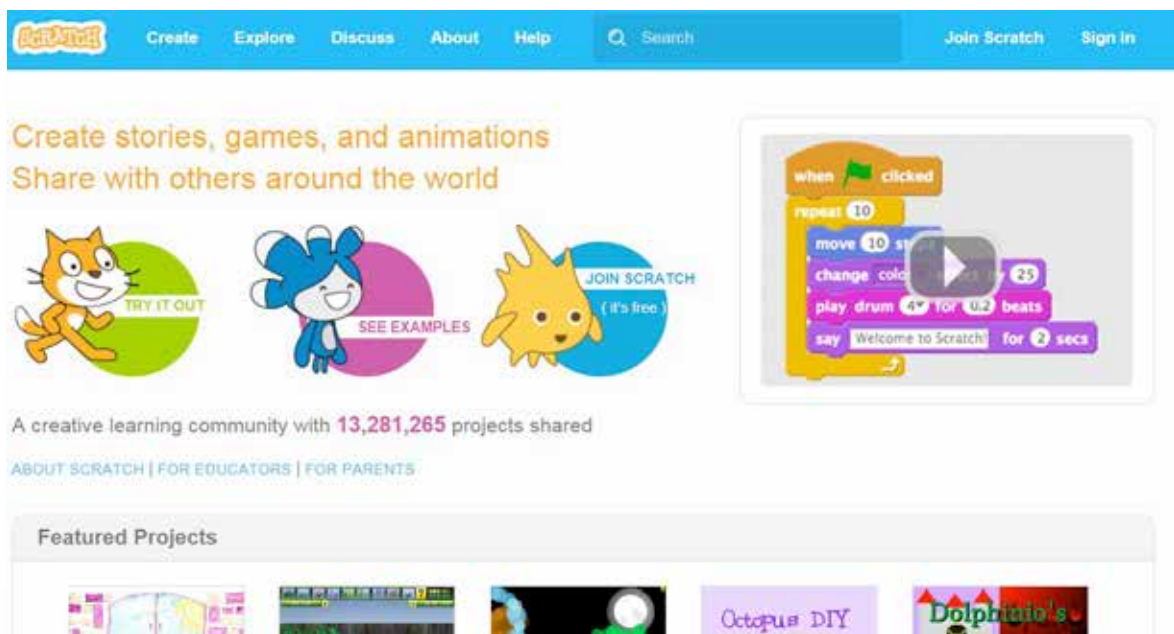 SCRATCH Create Explore Discuss About Help Search Join Scratch Sign in
Create stories, games, and animations
Share with others around the world
TRY IT OUT
SEE EXAMPLES
JOIN SCRATCH
( it's free )
when clicked
repeat 10
move 10
change by 25
play drum 4 for 0.2 beats
say Welcome to Scratch! for 2 secs
A creative learning community with 13,281,265 projects shared
ABOUT SCRATCH | FOR EDUCATORS | FOR PARENTS
Featured Projects
Octopus DIY
Dolphinio's